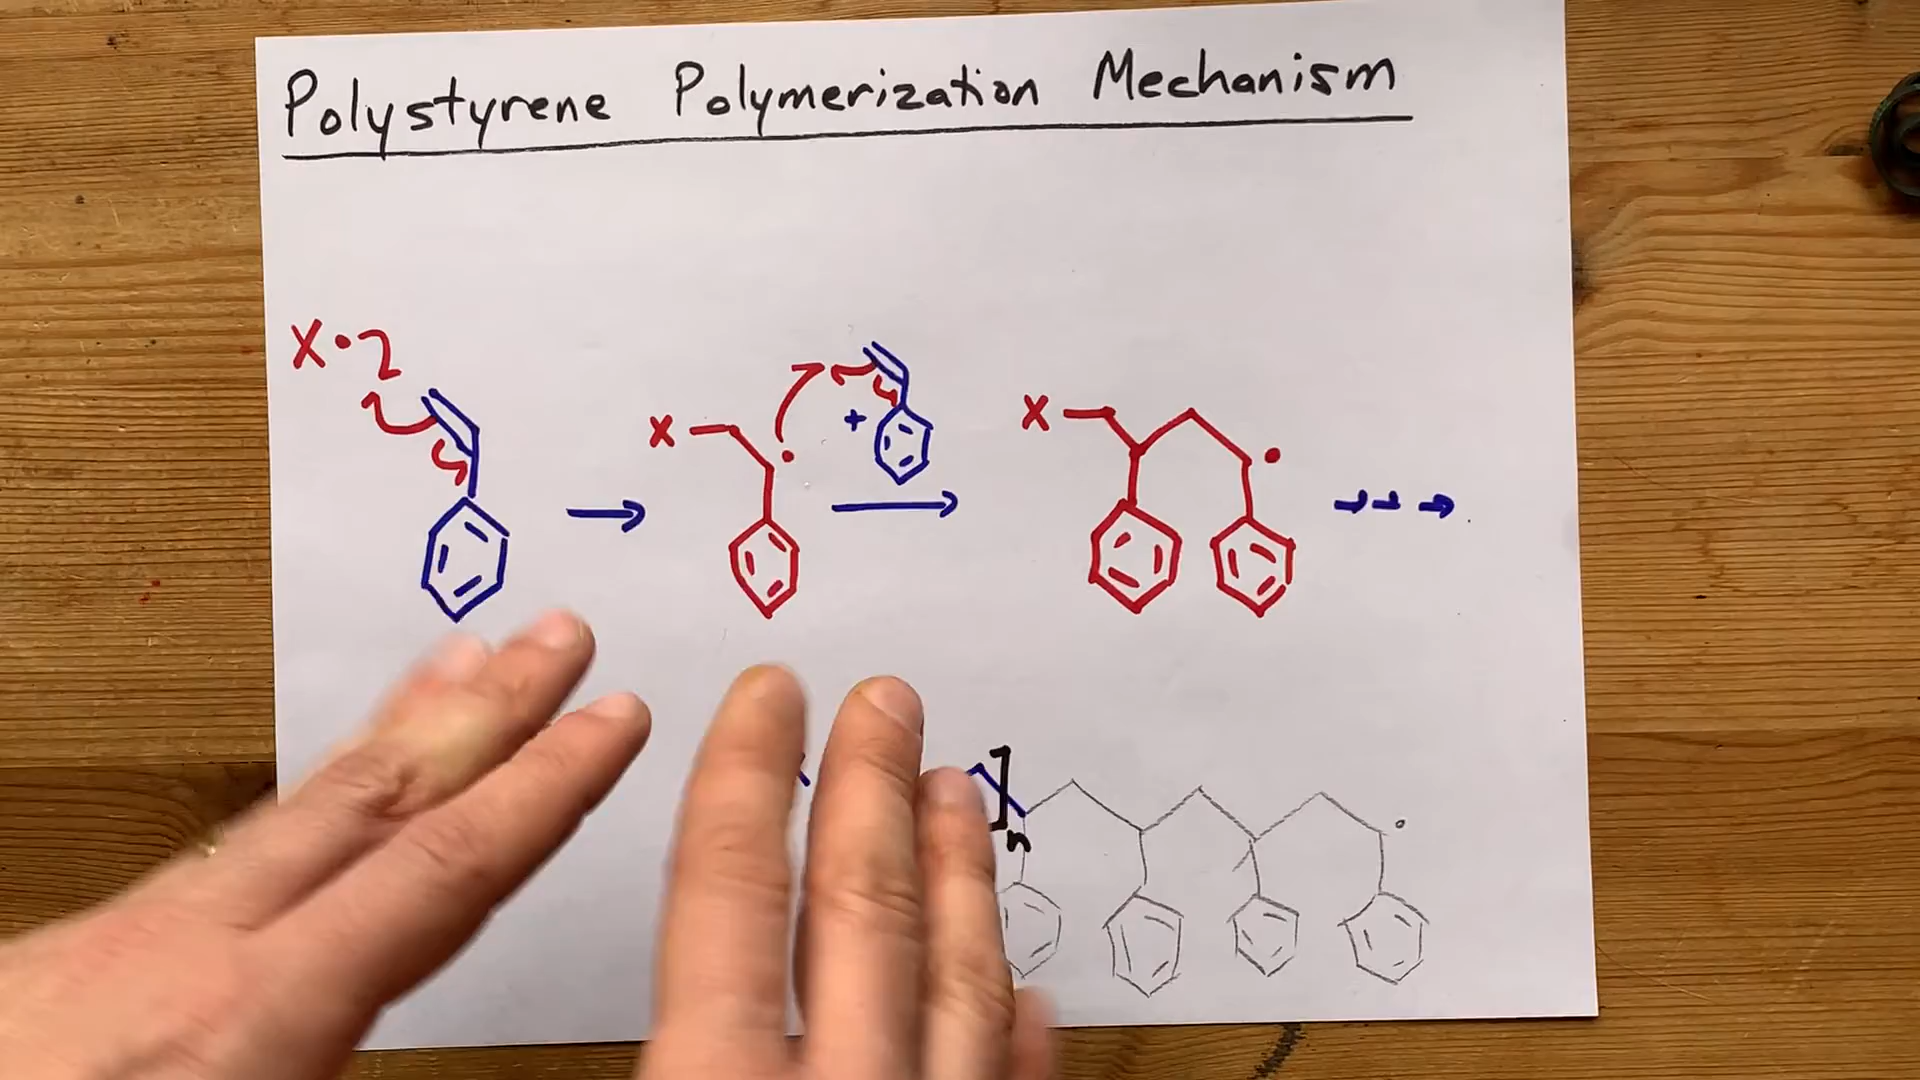 Polystyrene Polymerization Mechanism
X•
X • + X •
n